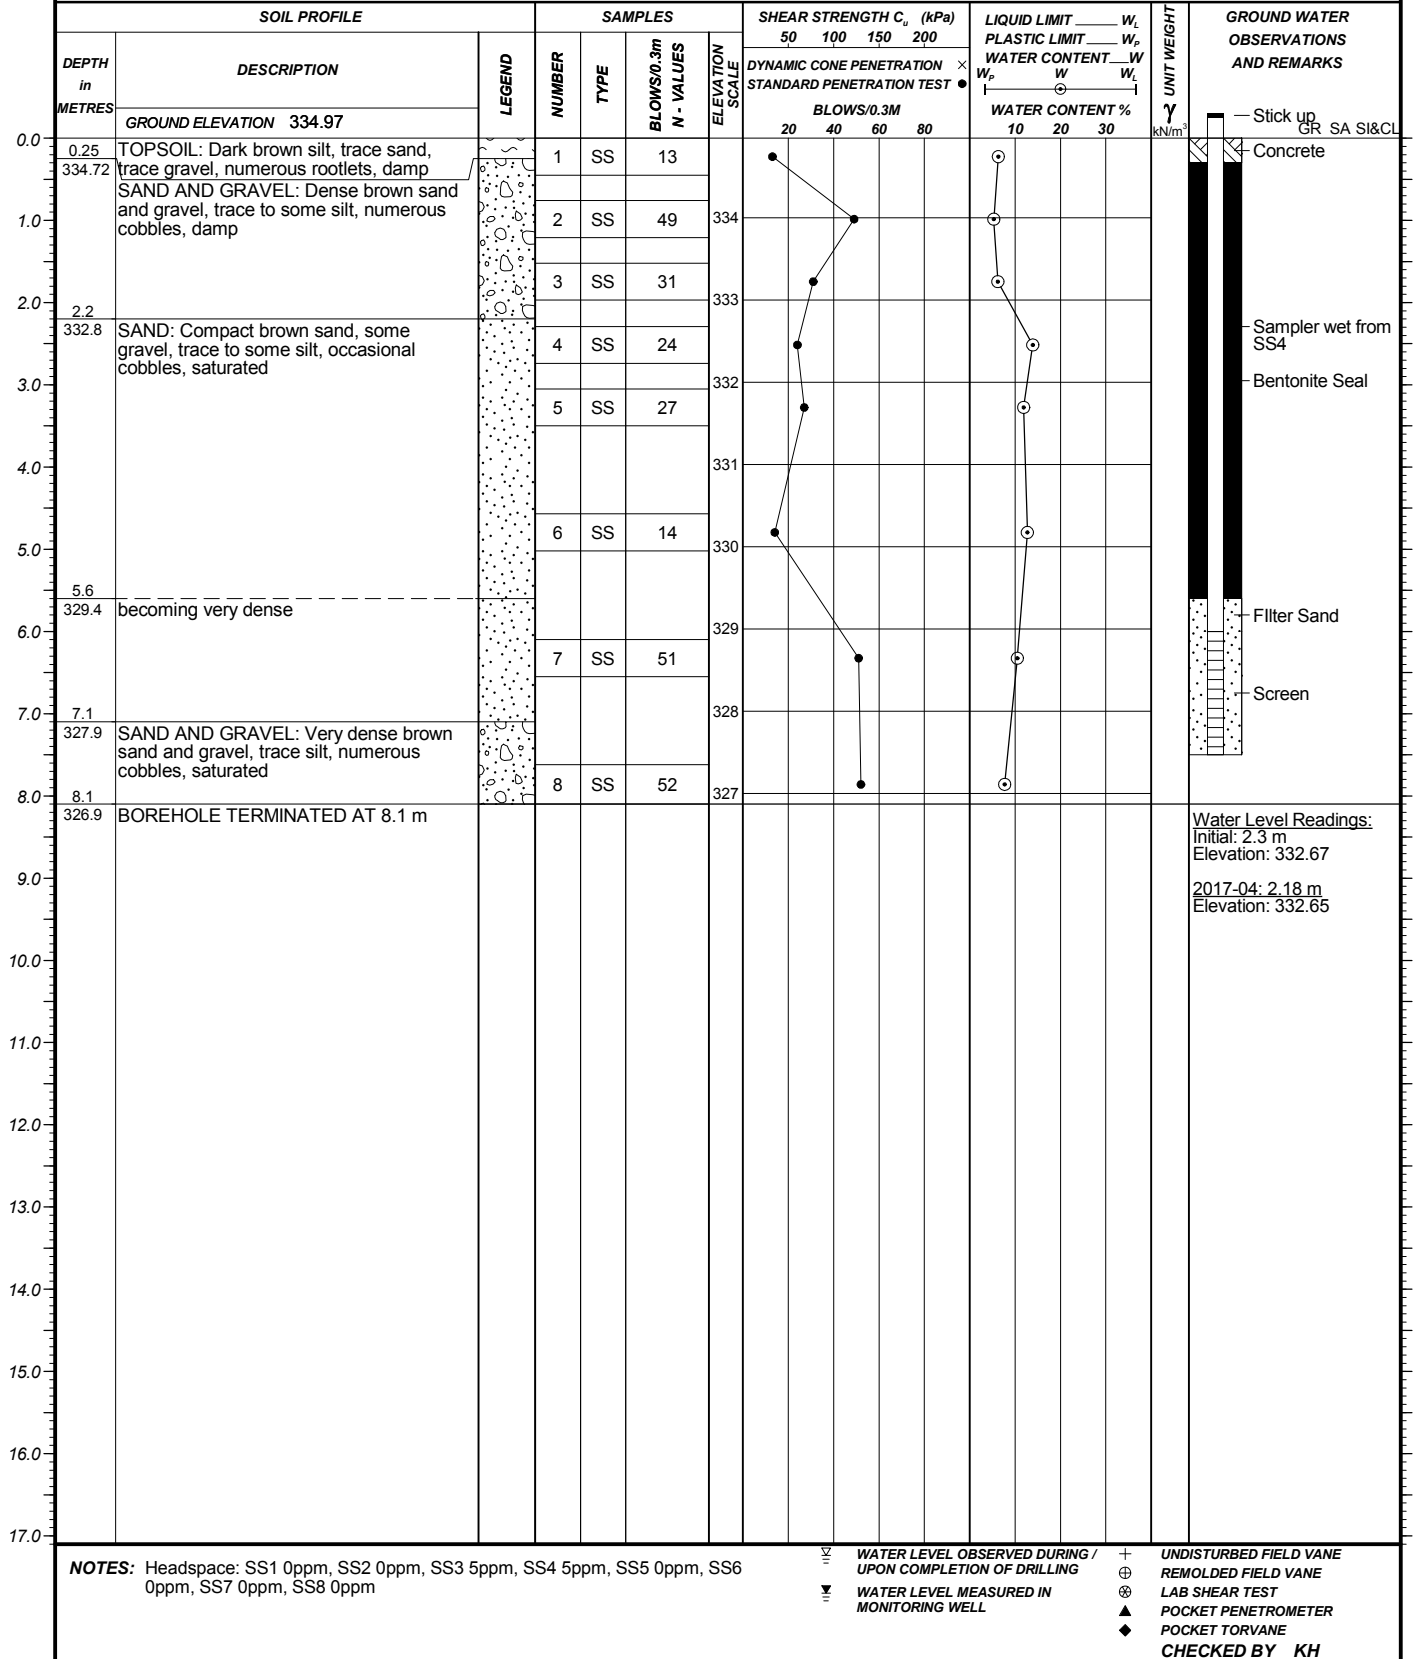 SOIL PROFILE
SAMPLES
SHEAR STRENGTH Cu (kPa)
50 100 150 200
DYNAMIC CONE PENETRATION ×
STANDARD PENETRATION TEST ●
BLOWS/0.3M
20 40 60 80
LIQUID LIMIT ______ WL
PLASTIC LIMIT _____ WP
WATER CONTENT___W
WP W WL
WATER CONTENT %
10 20 30
UNIT WEIGHT
γ
kN/m³
GROUND WATER
OBSERVATIONS
AND REMARKS
DEPTH
in
METRES
DESCRIPTION
LEGEND
NUMBER
TYPE
BLOWS/0.3m
N - VALUES
ELEVATION
SCALE
GROUND ELEVATION 334.97
Stick up
GR SA SI&CL
0.0
0.25
334.72
TOPSOIL: Dark brown silt, trace sand,
trace gravel, numerous rootlets, damp
1 SS 13
Concrete
SAND AND GRAVEL: Dense brown sand
and gravel, trace to some silt, numerous
cobbles, damp
1.0
2 SS 49
334
3 SS 31
333
2.0
2.2
332.8
SAND: Compact brown sand, some
gravel, trace to some silt, occasional
cobbles, saturated
4 SS 24
Sampler wet from
SS4
332
Bentonite Seal
3.0
5 SS 27
331
4.0
6 SS 14
330
5.0
5.6
329.4
becoming very dense
329
FIlter Sand
6.0
7 SS 51
Screen
328
7.0
7.1
327.9
SAND AND GRAVEL: Very dense brown
sand and gravel, trace silt, numerous
cobbles, saturated
8 SS 52
327
8.0
8.1
326.9
BOREHOLE TERMINATED AT 8.1 m
Water Level Readings:
Initial: 2.3 m
Elevation: 332.67
2017-04: 2.18 m
Elevation: 332.65
9.0
10.0
11.0
12.0
13.0
14.0
15.0
16.0
17.0
NOTES: Headspace: SS1 0ppm, SS2 0ppm, SS3 5ppm, SS4 5ppm, SS5 0ppm, SS6
0ppm, SS7 0ppm, SS8 0ppm
WATER LEVEL OBSERVED DURING /
UPON COMPLETION OF DRILLING
WATER LEVEL MEASURED IN
MONITORING WELL
UNDISTURBED FIELD VANE
REMOLDED FIELD VANE
LAB SHEAR TEST
POCKET PENETROMETER
POCKET TORVANE
CHECKED BY KH